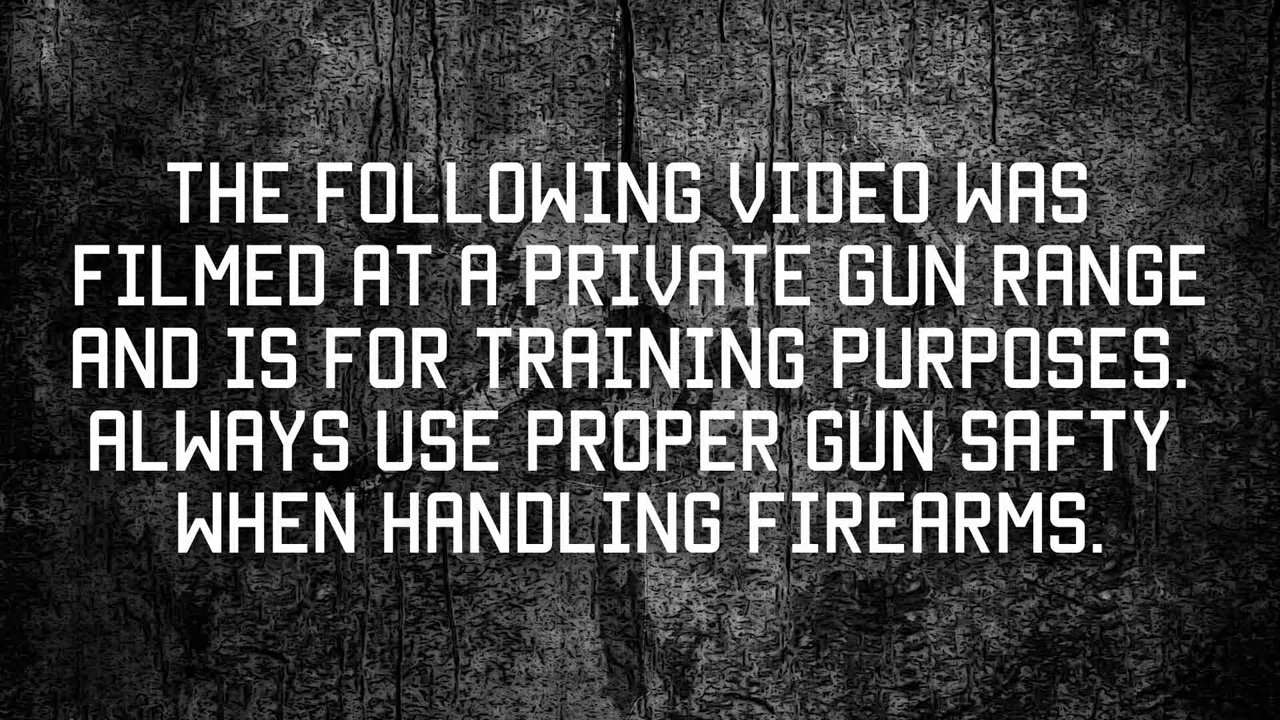 THE FOLLOWING VIDEO WAS
FILMED AT A PRIVATE GUN RANGE
AND IS FOR TRAINING PURPOSES.
ALWAYS USE PROPER GUN SAFTY
WHEN HANDLING FIREARMS.